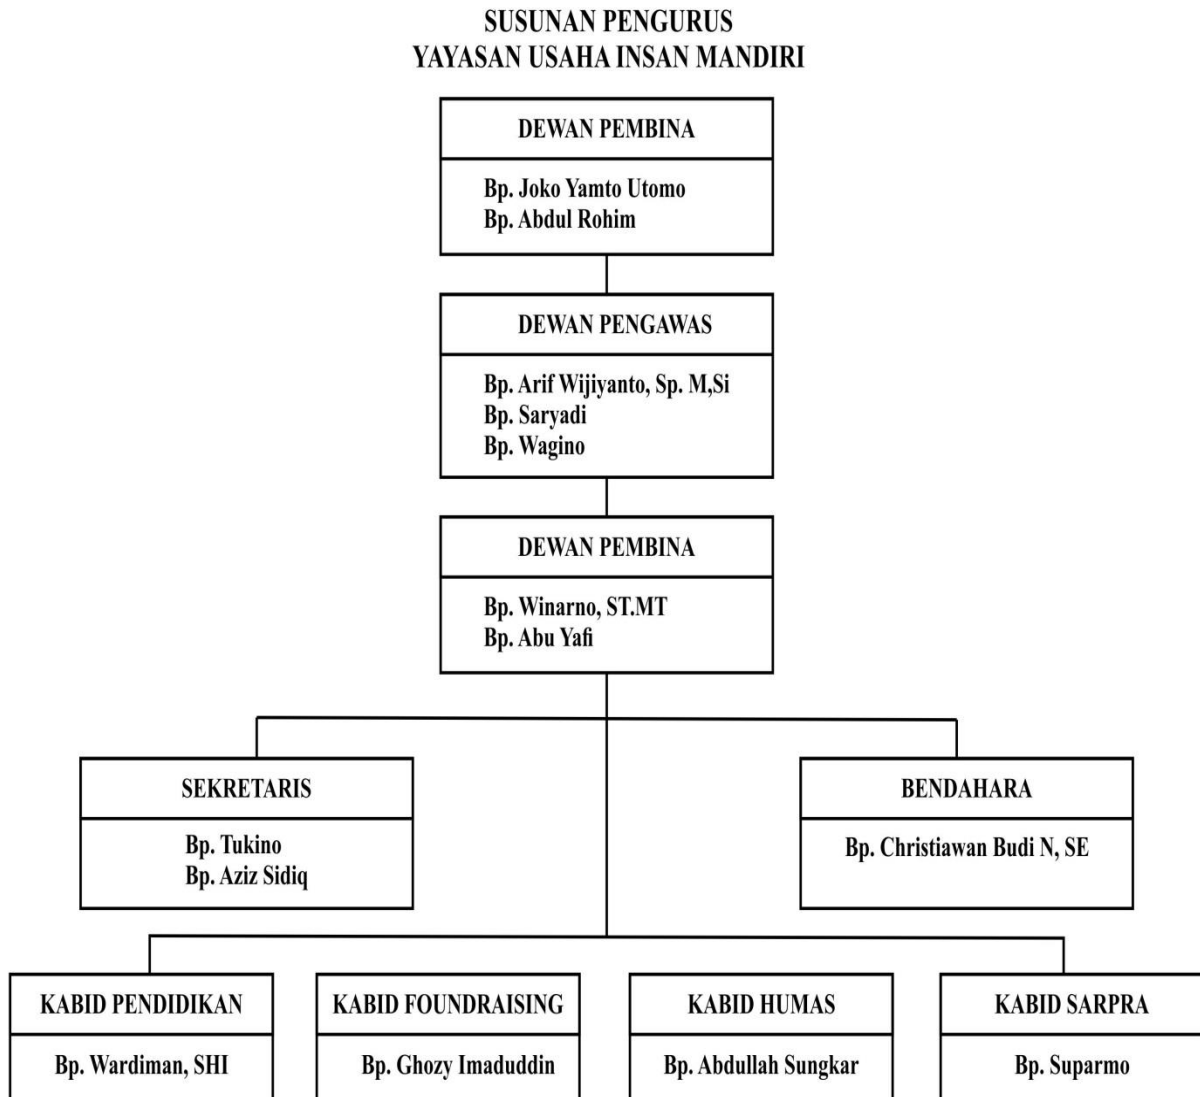 SUSUNAN PENGURUS
YAYASAN USAHA INSAN MANDIRI
DEWAN PEMBINA
Bp. Joko Yamto Utomo
Bp. Abdul Rohim
DEWAN PENGAWAS
Bp. Arif Wijiyanto, Sp. M,Si
Bp. Saryadi
Bp. Wagino
DEWAN PEMBINA
Bp. Winarno, ST.MT
Bp. Abu Yafi
SEKRETARIS
Bp. Tukino
Bp. Aziz Sidiq
BENDAHARA
Bp. Christiawan Budi N, SE
KABID PENDIDIKAN
Bp. Wardiman, SHI
KABID FOUNDRAISING
Bp. Ghozy Imaduddin
KABID HUMAS
Bp. Abdullah Sungkar
KABID SARPRA
Bp. Suparmo